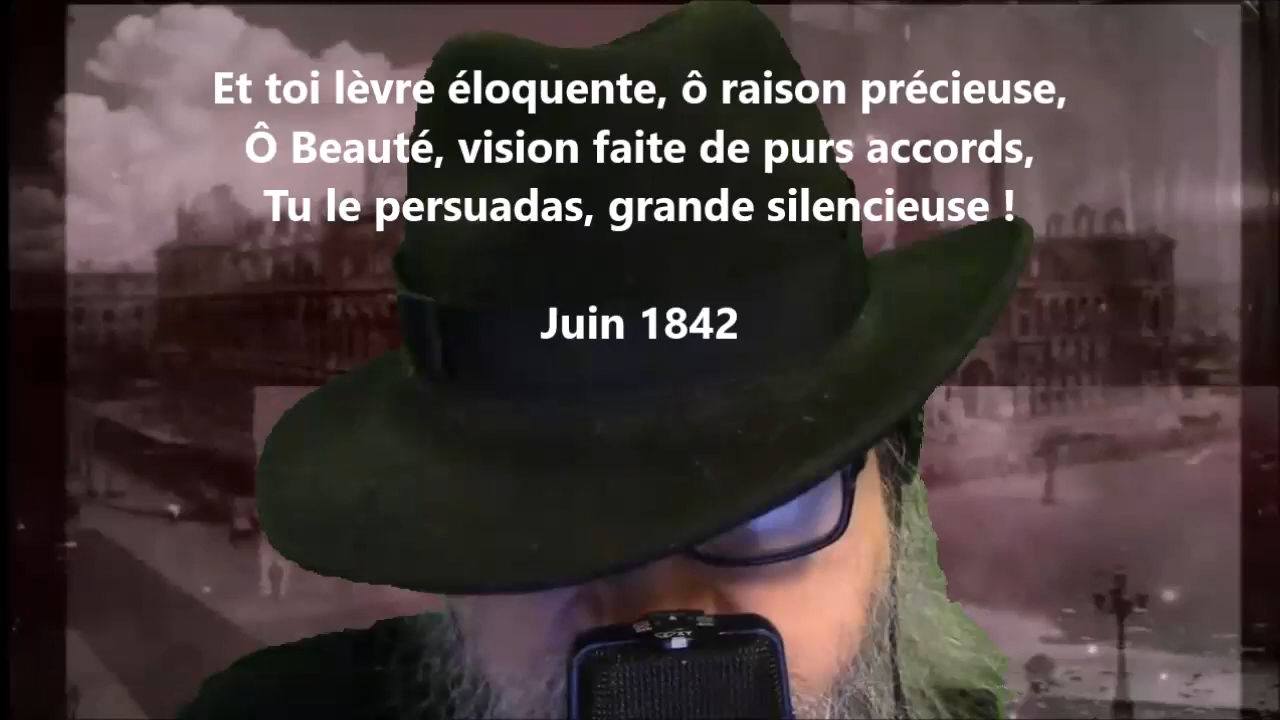 Et toi lèvre éloquente, ô raison précieuse,
Ô Beauté, vision faite de purs accords,
Tu le persuadas, grande silencieuse !
Juin 1842